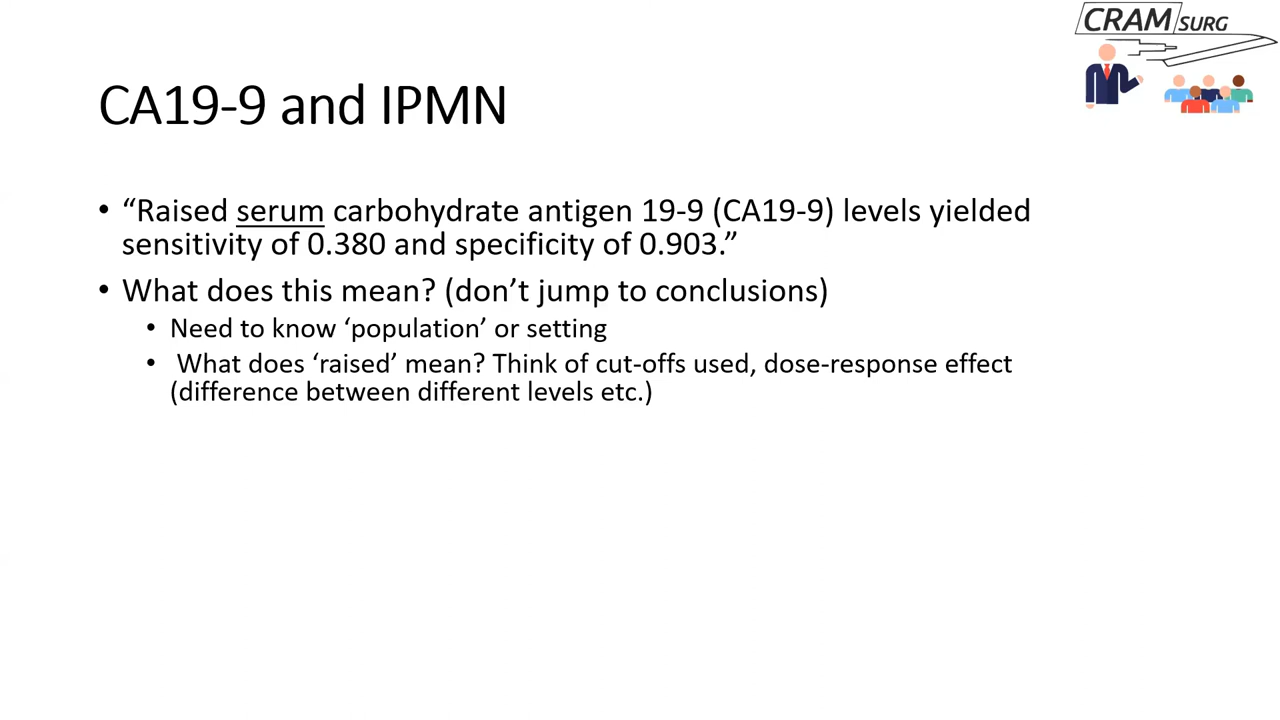 CRAM SURG
CA19-9 and IPMN
• “Raised serum carbohydrate antigen 19-9 (CA19-9) levels yielded
sensitivity of 0.380 and specificity of 0.903.”
• What does this mean? (don’t jump to conclusions)
• Need to know ‘population’ or setting
• What does ‘raised’ mean? Think of cut-offs used, dose-response effect
(difference between different levels etc.)